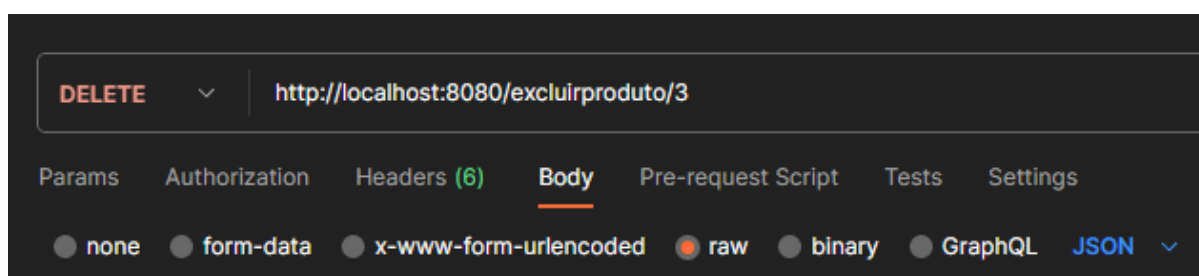 DELETE http://localhost:8080/excluirproduto/3
Params Authorization Headers (6) Body Pre-request Script Tests Settings
none form-data x-www-form-urlencoded raw binary GraphQL JSON